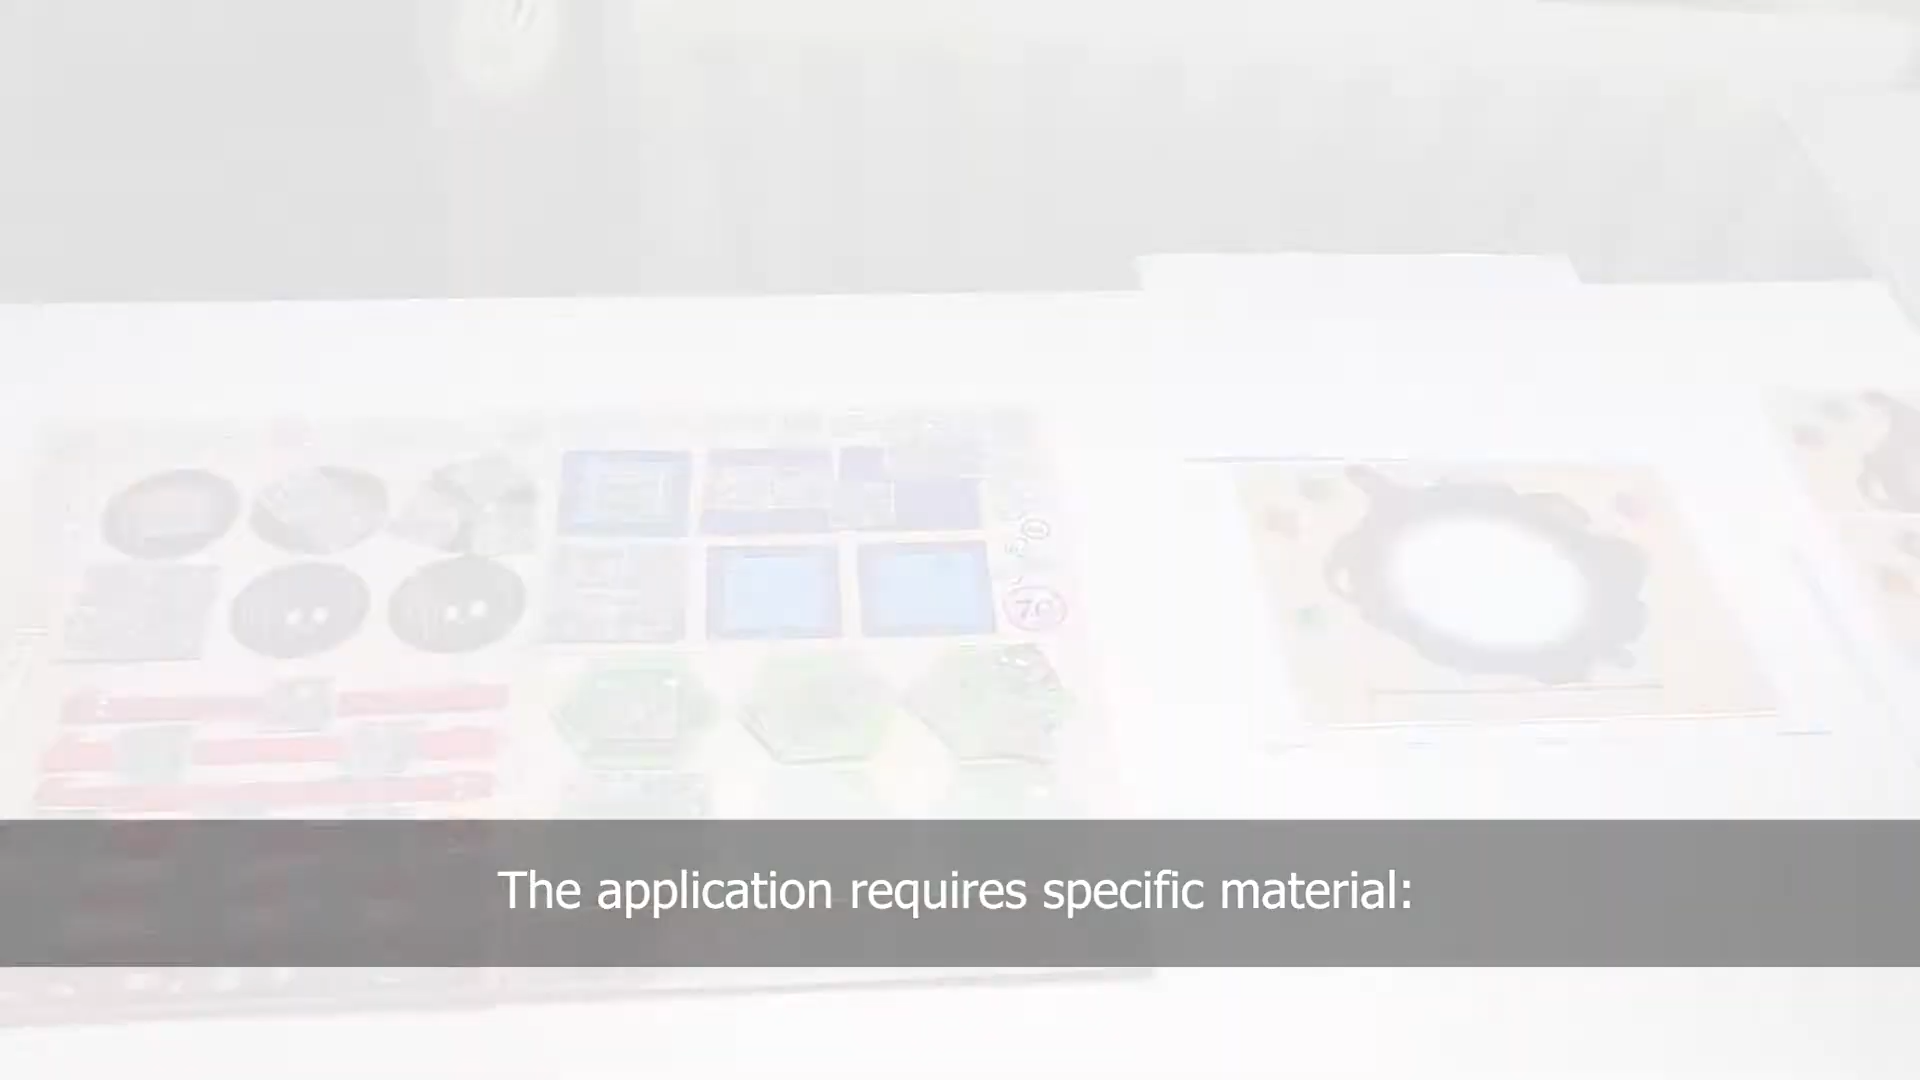 The application requires specific material: